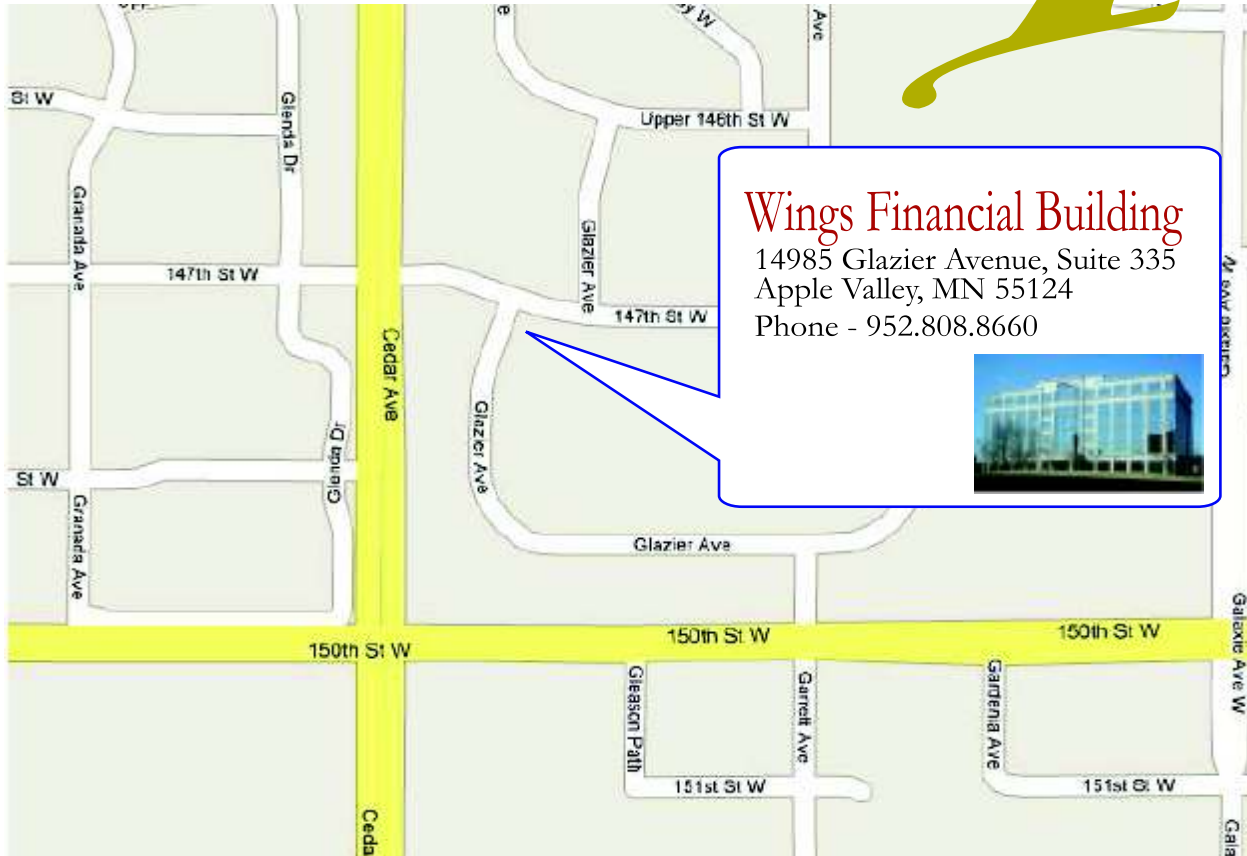 Ave
St W
Glenda Dr
Upper 146th St W
Granada Ave
Glazier Ave
147th St W
147th St W
Wings Financial Building
14985 Glazier Avenue, Suite 335
Apple Valley, MN 55124
Phone - 952.808.8660
Cedar Ave
Glazier Ave
Glenda Dr
St W
Granada Ave
Glazier Ave
150th St W
150th St W
150th St W
Galaxie Ave W
Gleason Path
Garrett Ave
Gardenia Ave
151st St W
151st St W
Ceda
Gala